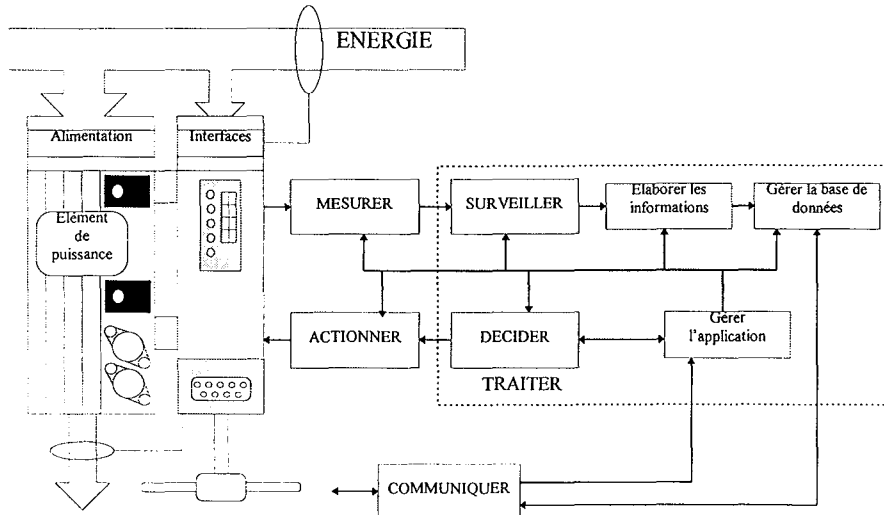 ENERGIE
Alimentation
Interfaces
Elément
de
puissance
MESURER
SURVEILLER
Elaborer les
informations
Gérer la base de
données
ACTIONNER
DECIDER
Gérer
l'application
TRAITER
COMMUNIQUER